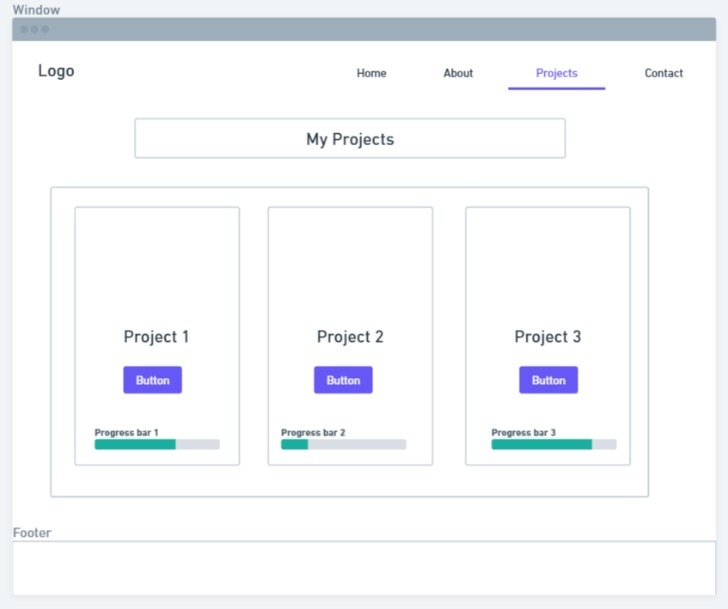 Window
Logo
Home About Projects Contact
My Projects
Project 1
Button
Progress bar 1
Project 2
Button
Progress bar 2
Project 3
Button
Progress bar 3
Footer